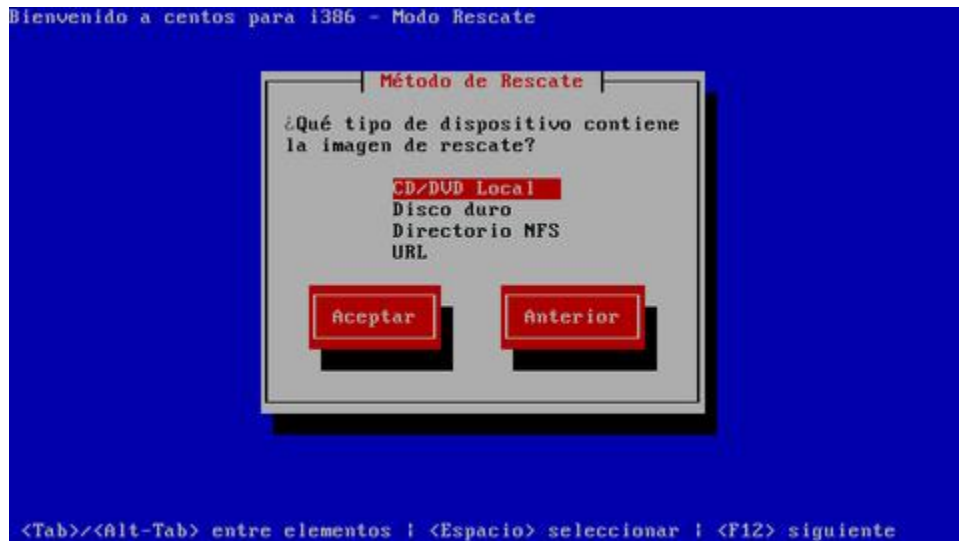 Bienvenido a centos para i386 - Modo Rescate
Método de Rescate
¿Qué tipo de dispositivo contiene
la imagen de rescate?
CD/DVD Local
Disco duro
Directorio NFS
URL
Aceptar Anterior
<Tab>/<Alt-Tab> entre elementos | <Espacio> seleccionar | <F12> siguiente